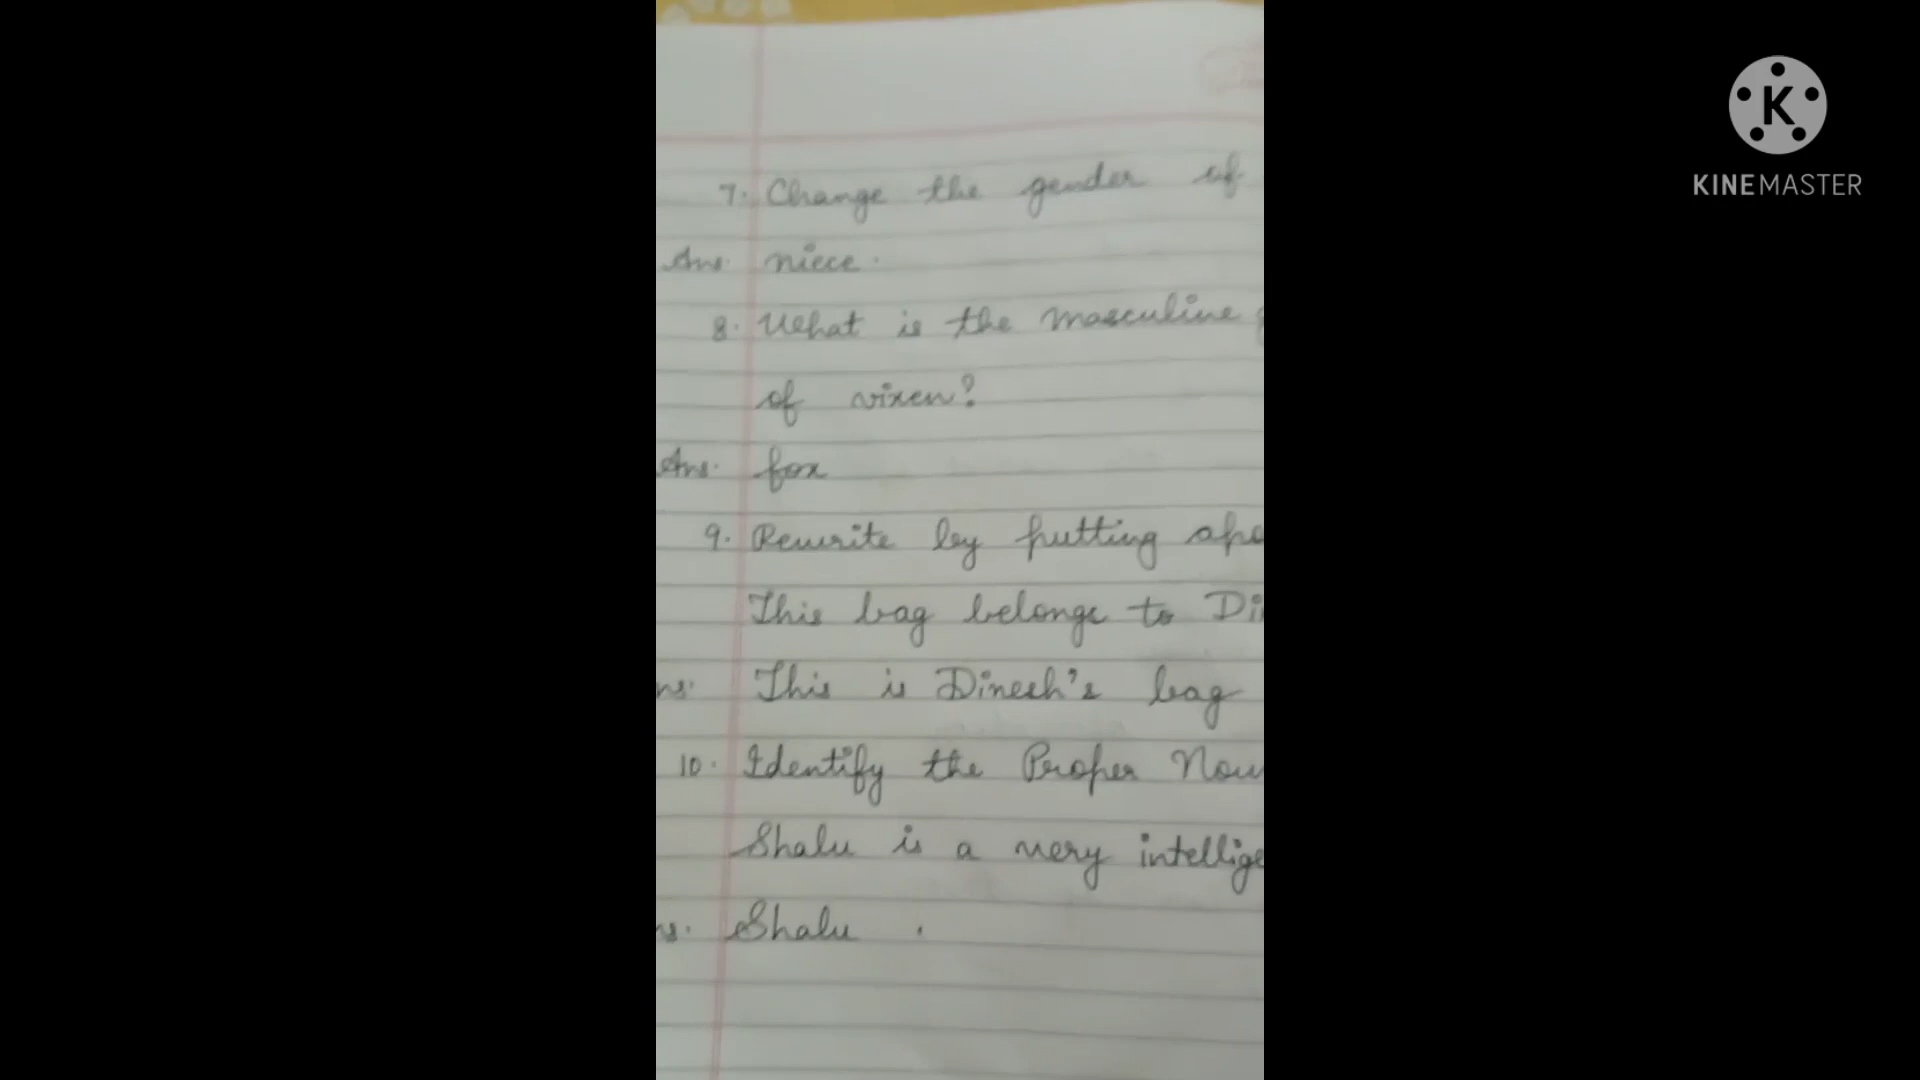 7. Change the gender of
Ans. niece.
8. What is the masculine
of vixen?
Ans. fox
9. Rewrite by putting apo
This bag belongs to Di
ns. This is Dinesh's bag
10. Identify the Proper Nou
Shalu is a very intellige
s. Shalu .
K
KINEMASTER